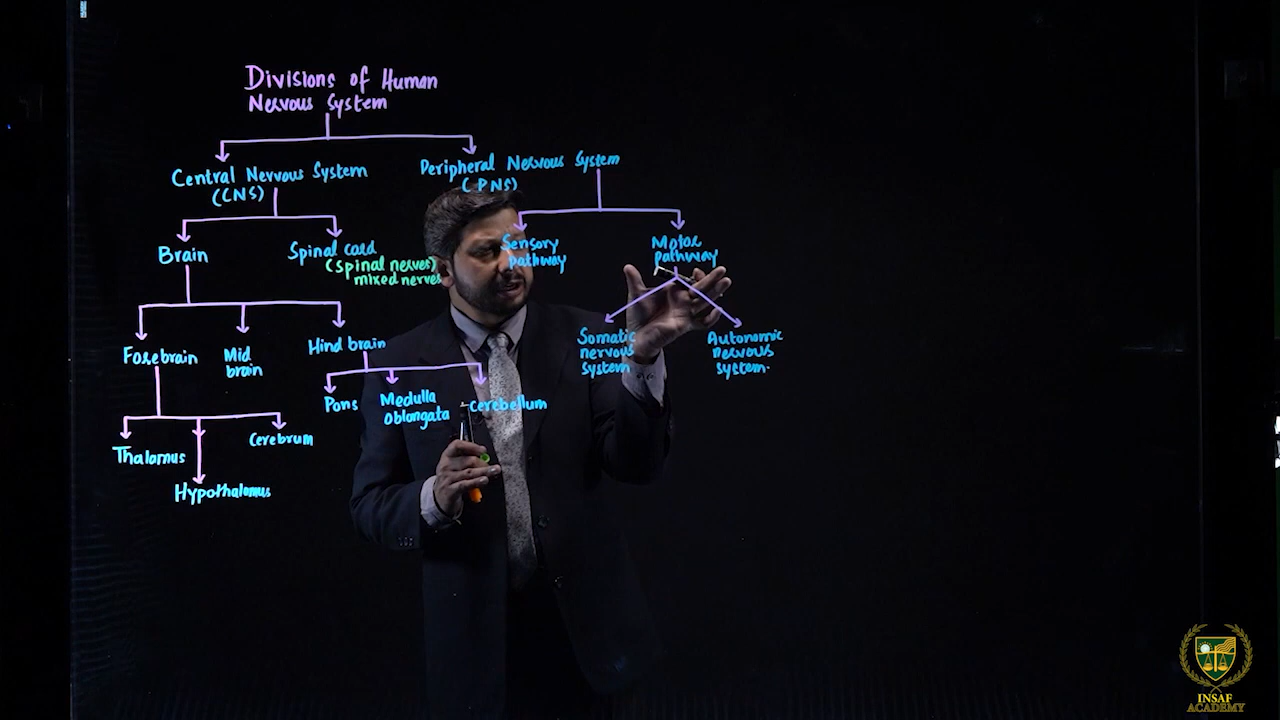 Divisions of Human
Nervous System
Central Nervous System
(CNS)
Peripheral Nervous System
(PNS)
Brain
Spinal cord
(Spinal nerves)
mixed nerves
Sensory
pathway
Motor
pathway
Forebrain
Mid
brain
Hind brain
Somatic
nervous
system
Autonomic
nervous
system.
Pons
Medulla
oblongata
Cerebellum
Thalamus
Hypothalamus
Cerebrum
INSAF
ACADEMY